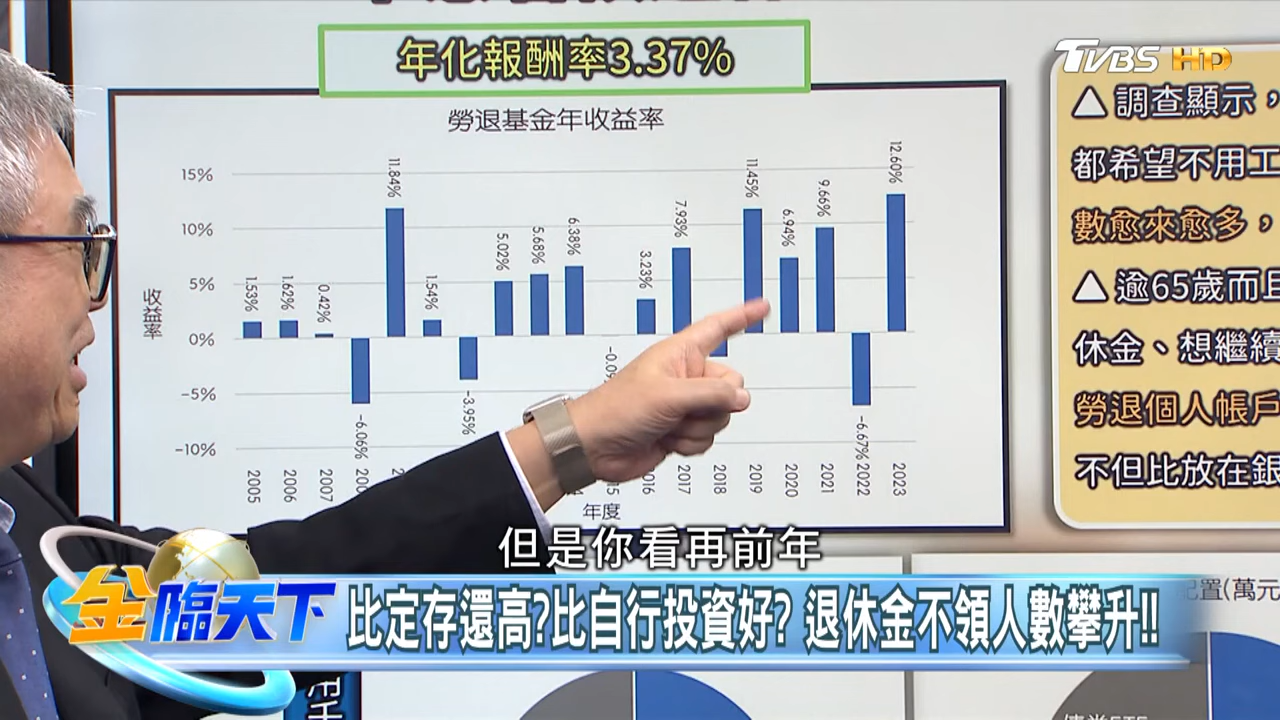 年化報酬率3.37%
TVBS HD
勞退基金年收益率
收益率
15%
10%
5%
0%
-5%
-10%
1.53%
1.62%
0.42%
-6.06%
11.84%
1.54%
-3.95%
5.02%
5.68%
6.38%
3.23%
7.93%
11.45%
6.94%
9.66%
-6.67%
12.60%
2005
2006
2007
2017
2018
2019
2020
2021
2022
2023
年度
▲調查顯示，
都希望不用工
數愈來愈多，
▲逾65歲而且
休金、想繼續
勞退個人帳戶
不但比放在銀
但是你看再前年
金臨天下
比定存還高?比自行投資好? 退休金不領人數攀升!!
配置(萬元